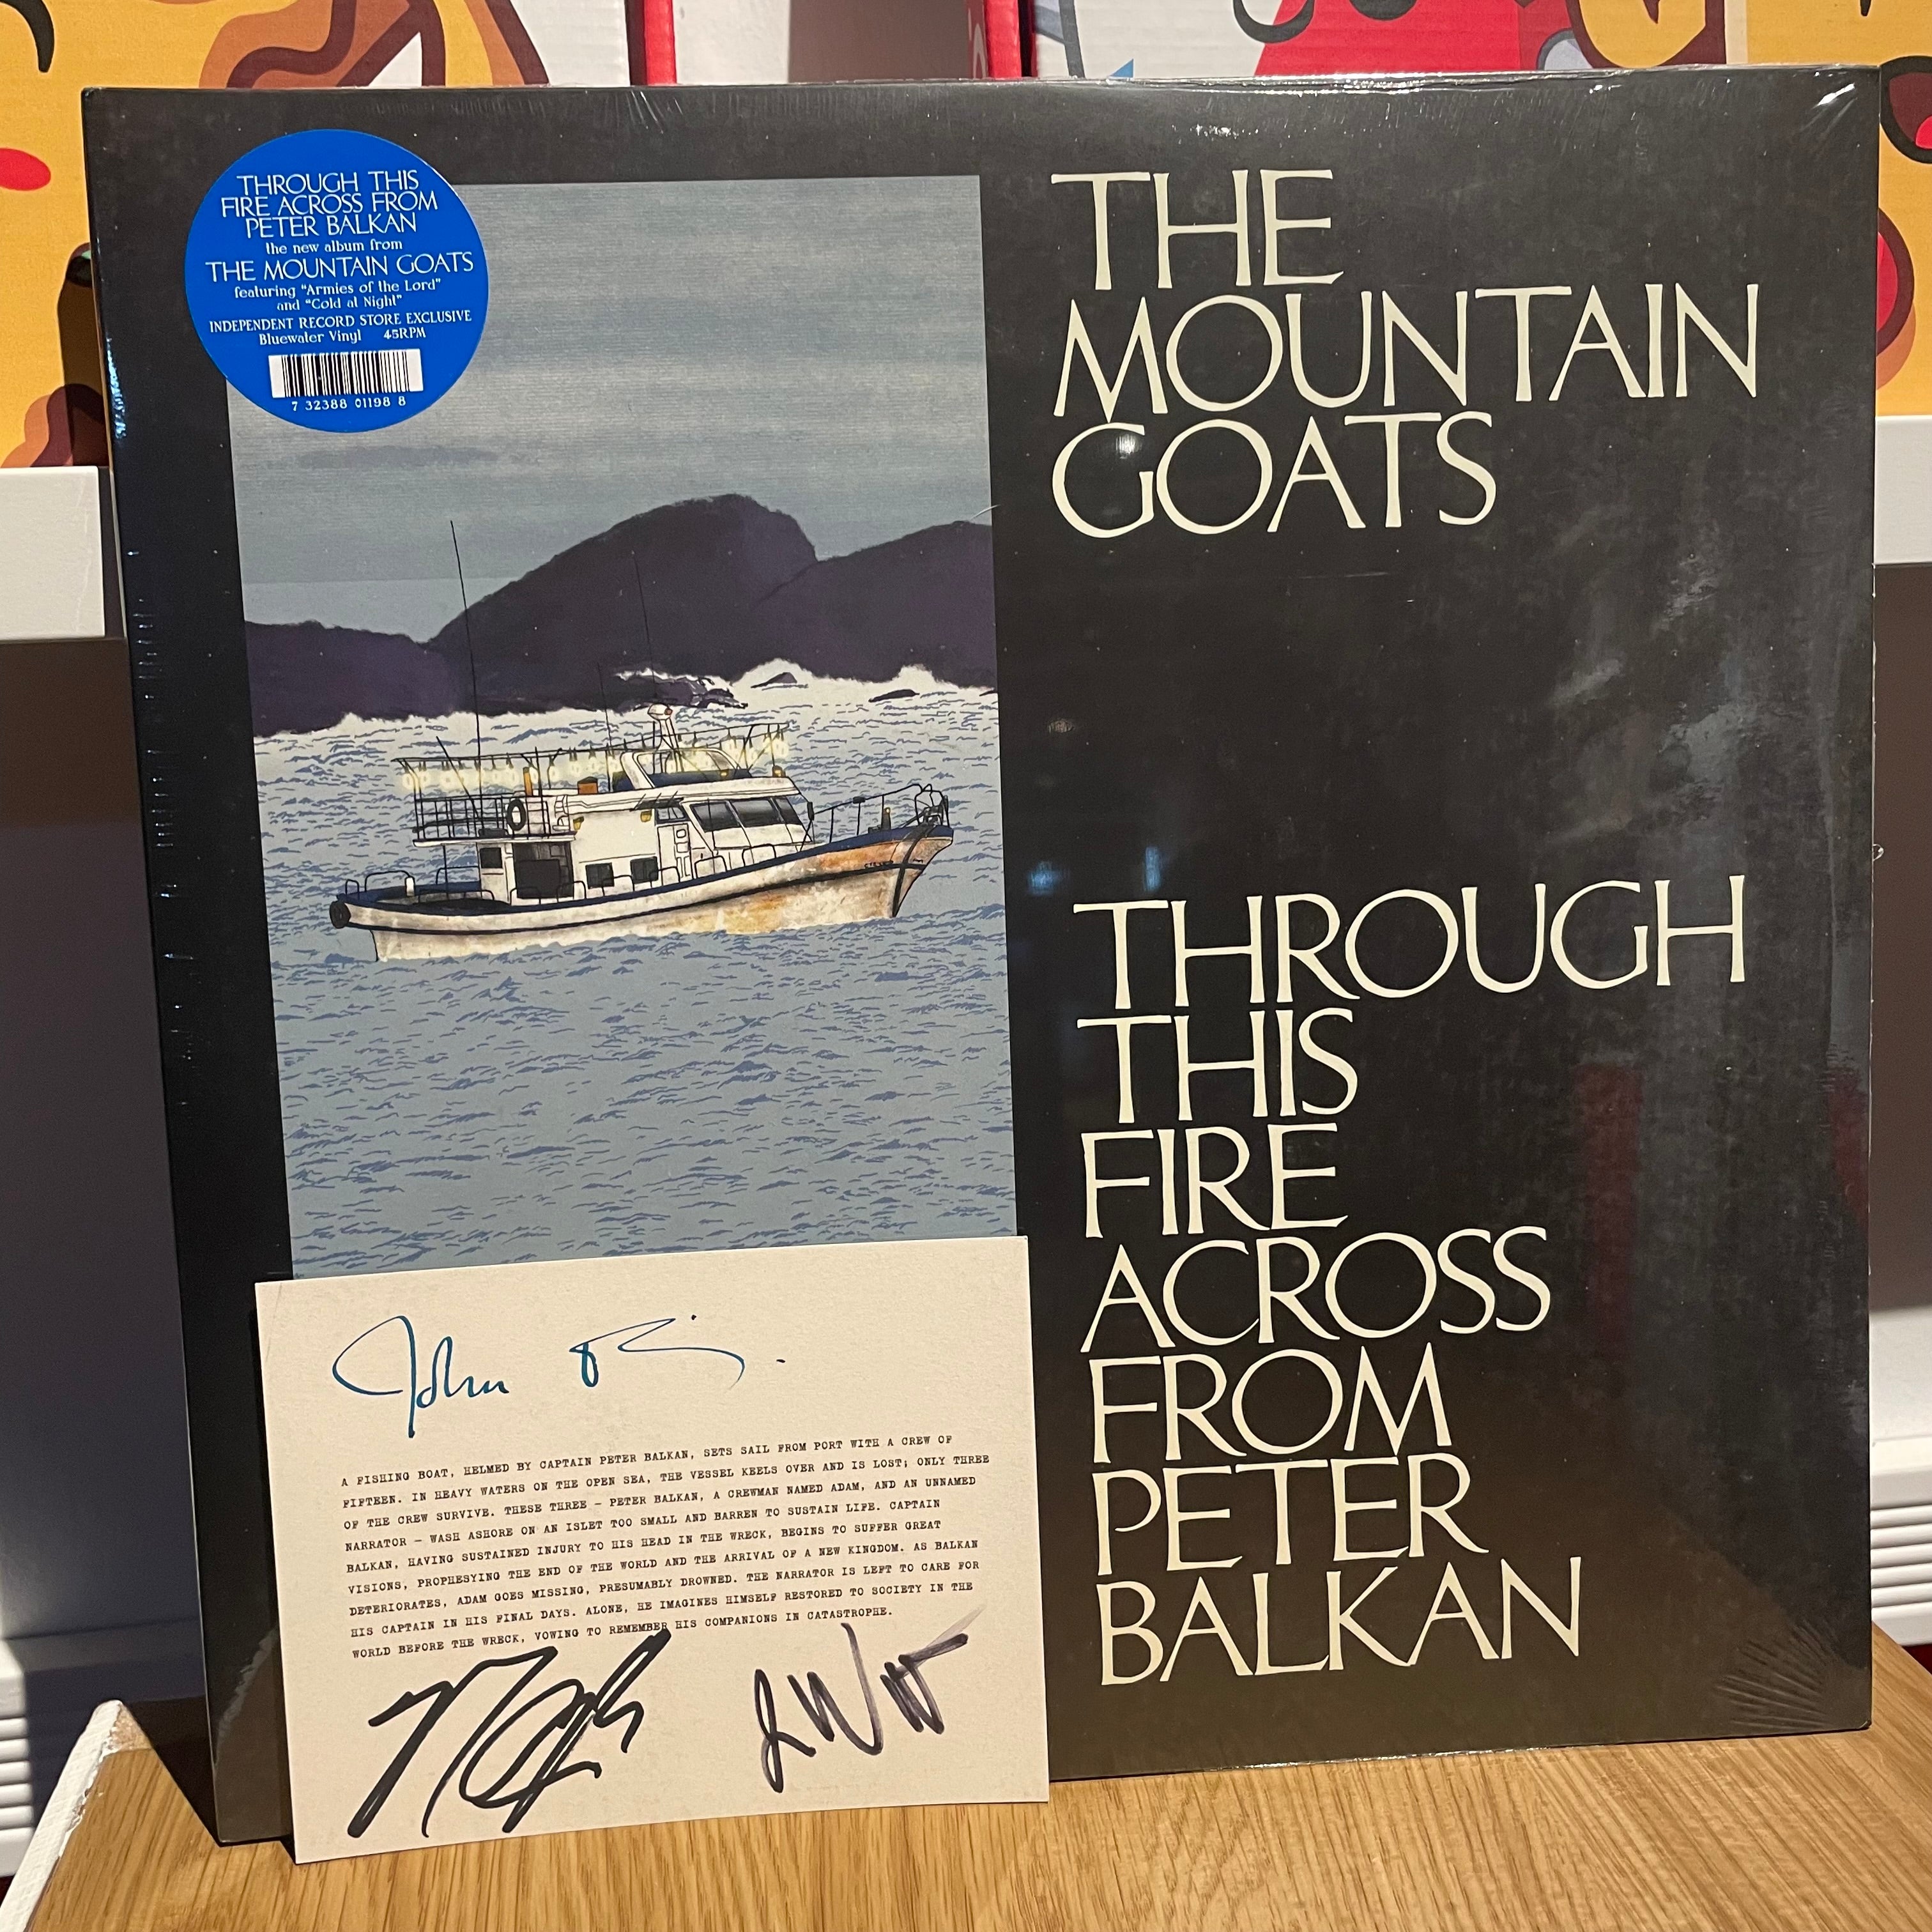 THROUGH THIS
FIRE ACROSS FROM
PETER BALKAN
the new album from
THE MOUNTAIN GOATS
featuring “Armies of the Lord”
and “Cold at Night”
INDEPENDENT RECORD STORE EXCLUSIVE
Bluewater Vinyl 45RPM
7 32388 01198 8
THE
MOUNTAIN
GOATS
THROUGH
THIS
FIRE
ACROSS
FROM
PETER
BALKAN
John
A FISHING BOAT, HELMED BY CAPTAIN PETER BALKAN, SETS SAIL FROM PORT WITH A CREW OF
FIFTEEN. IN HEAVY WATERS ON THE OPEN SEA, THE VESSEL KEELS OVER AND IS LOST; ONLY THREE
OF THE CREW SURVIVE. THESE THREE – PETER BALKAN, A CREWMAN NAMED ADAM, AND AN UNNAMED
NARRATOR – WASH ASHORE ON AN ISLET TOO SMALL AND BARREN TO SUSTAIN LIFE. CAPTAIN
BALKAN, HAVING SUSTAINED INJURY TO HIS HEAD IN THE WRECK, BEGINS TO SUFFER GREAT
VISIONS, PROPHESYING THE END OF THE WORLD AND THE ARRIVAL OF A NEW KINGDOM. AS BALKAN
DETERIORATES, ADAM GOES MISSING, PRESUMABLY DROWNED. THE NARRATOR IS LEFT TO CARE FOR
HIS CAPTAIN IN HIS FINAL DAYS. ALONE, HE IMAGINES HIMSELF RESTORED TO SOCIETY IN THE
WORLD BEFORE THE WRECK, VOWING TO REMEMBER HIS COMPANIONS IN CATASTROPHE.